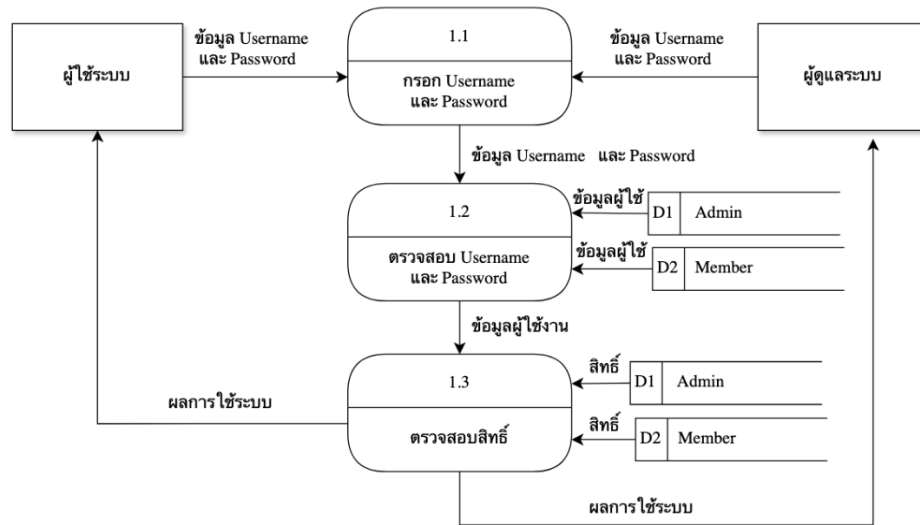 ข้อมูล Username
และ Password
1.1
ข้อมูล Username
และ Password
ผู้ใช้ระบบ
กรอก Username
และ Password
ผู้ดูแลระบบ
ข้อมูล Username และ Password
1.2
ข้อมูลผู้ใช้
D1 Admin
ตรวจสอบ Username
และ Password
ข้อมูลผู้ใช้
D2 Member
ข้อมูลผู้ใช้งาน
1.3
สิทธิ์
D1 Admin
ผลการใช้ระบบ
ตรวจสอบสิทธิ์
สิทธิ์
D2 Member
ผลการใช้ระบบ